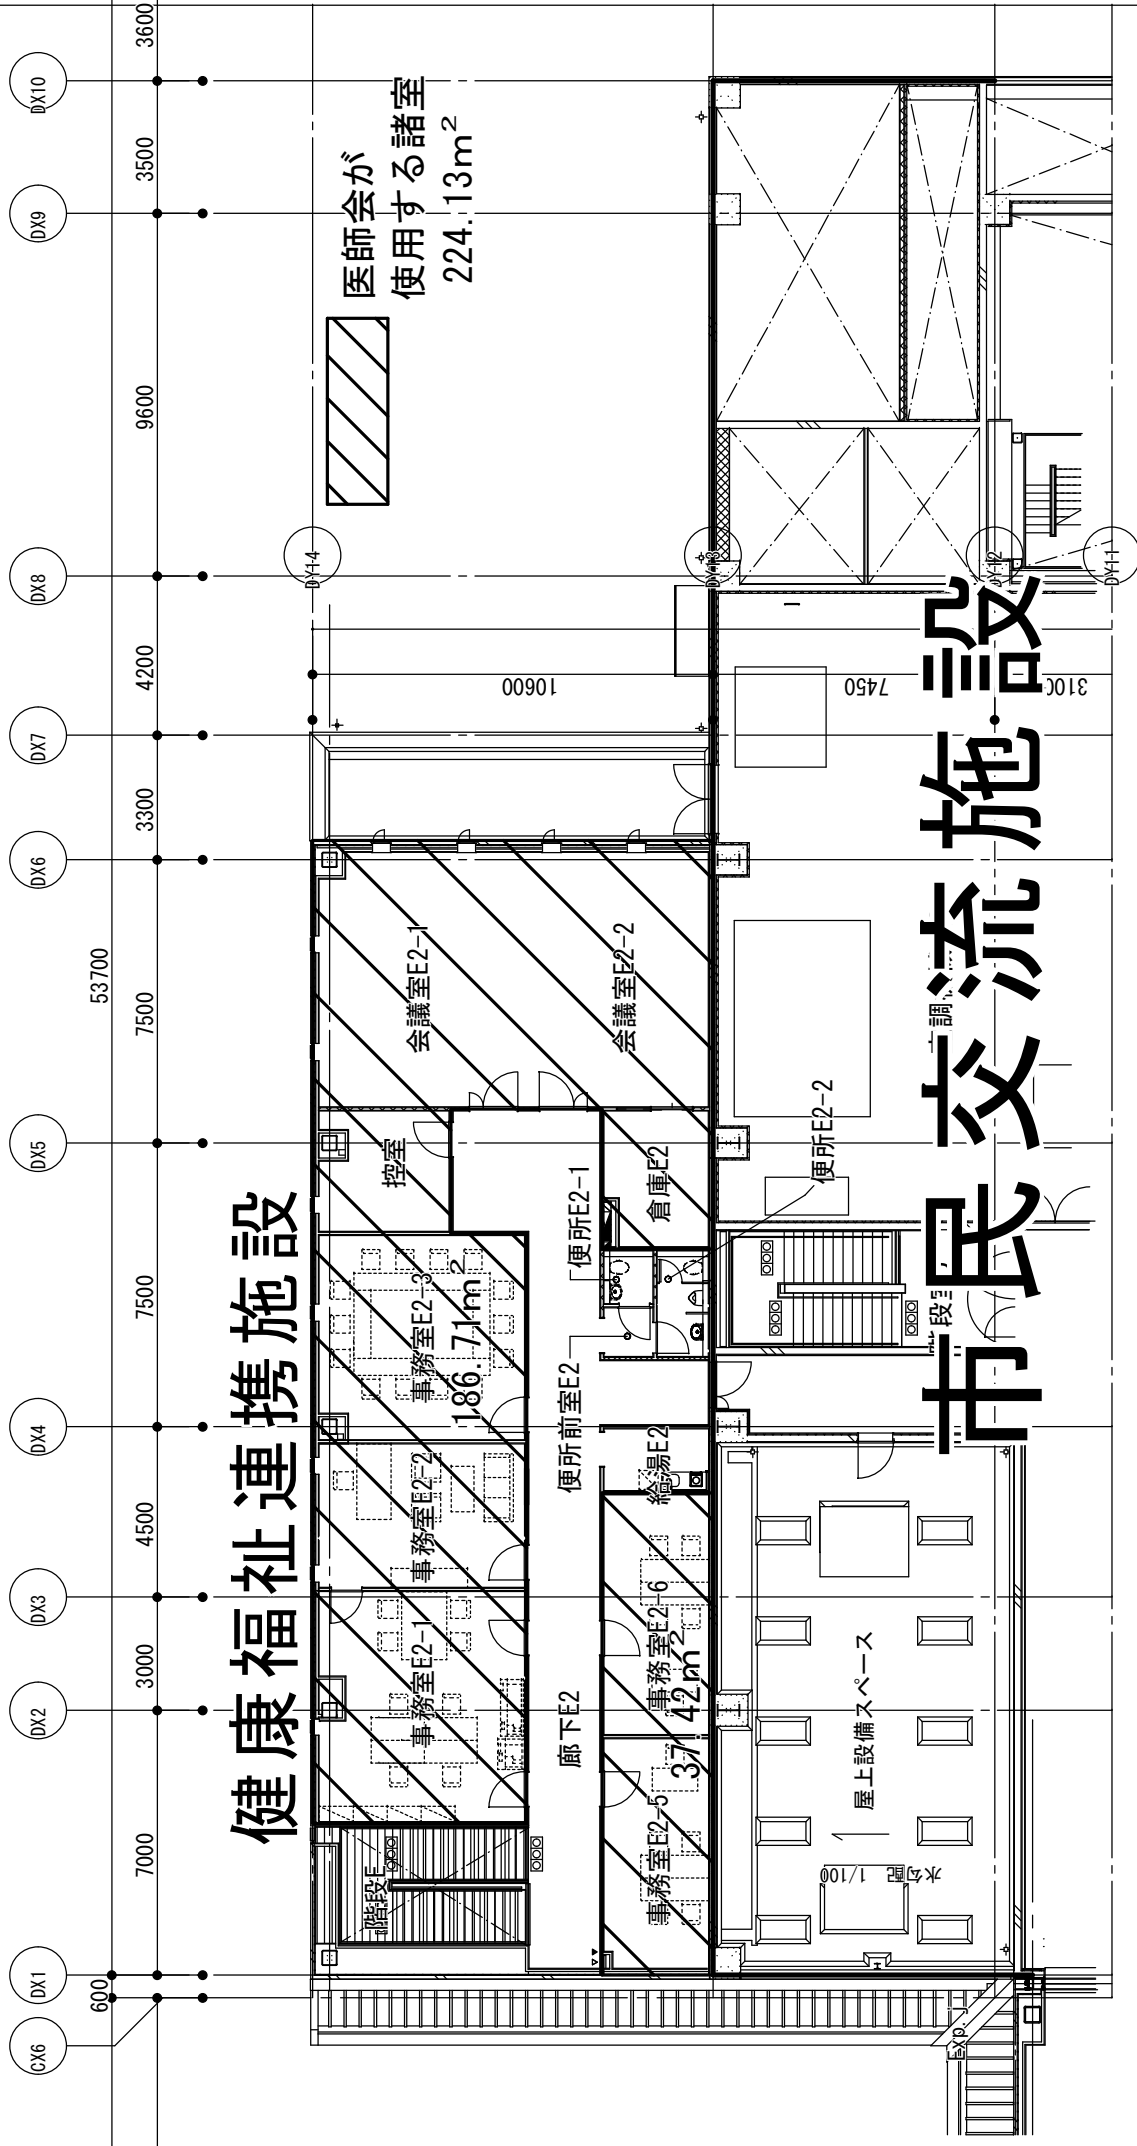 CX6
DX1
DX2
DX3
DX4
DX5
DX6
DX7
DX8
DX9
DX10
53700
600
7000
3000
4500
7500
7500
3300
4200
9600
3500
3600
健康福祉連携施設
医師会が
使用する諸室
224.13m²
DY14
DY13
DY12
DY11
10600
7450
階段E
事務室E2-1
事務室E2-2
事務室E2-3
186.71m²
控室
会議室E2-1
会議室E2-2
廊下E2
便所前室E2
便所E2-1
事務室E2-5
事務室E2-6
37.42m²
給湯E2
倉庫E2
便所E2-2
屋上設備スペース
水勾配 1/100
市民交流施設
Exp.J